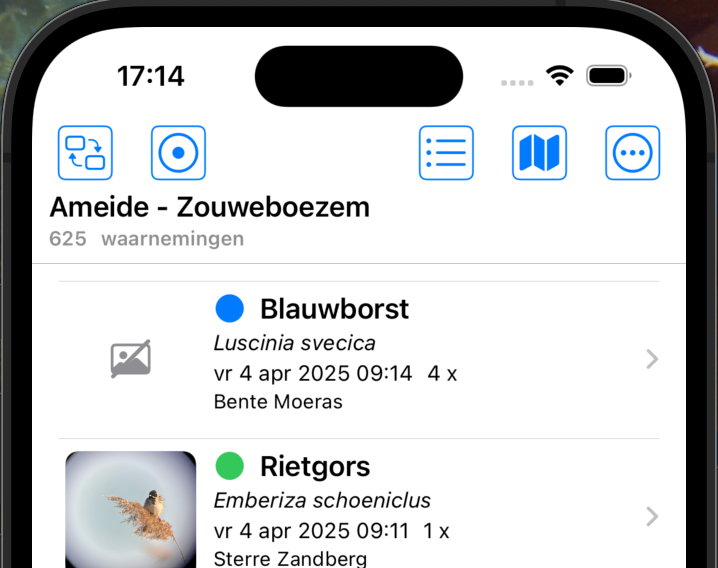 17:14
Ameide - Zouweboezem
625 waarnemingen
Blauwborst
Luscinia svecica
vr 4 apr 2025 09:14 4 x
Bente Moeras
Rietgors
Emberiza schoeniclus
vr 4 apr 2025 09:11 1 x
Sterre Zandberg